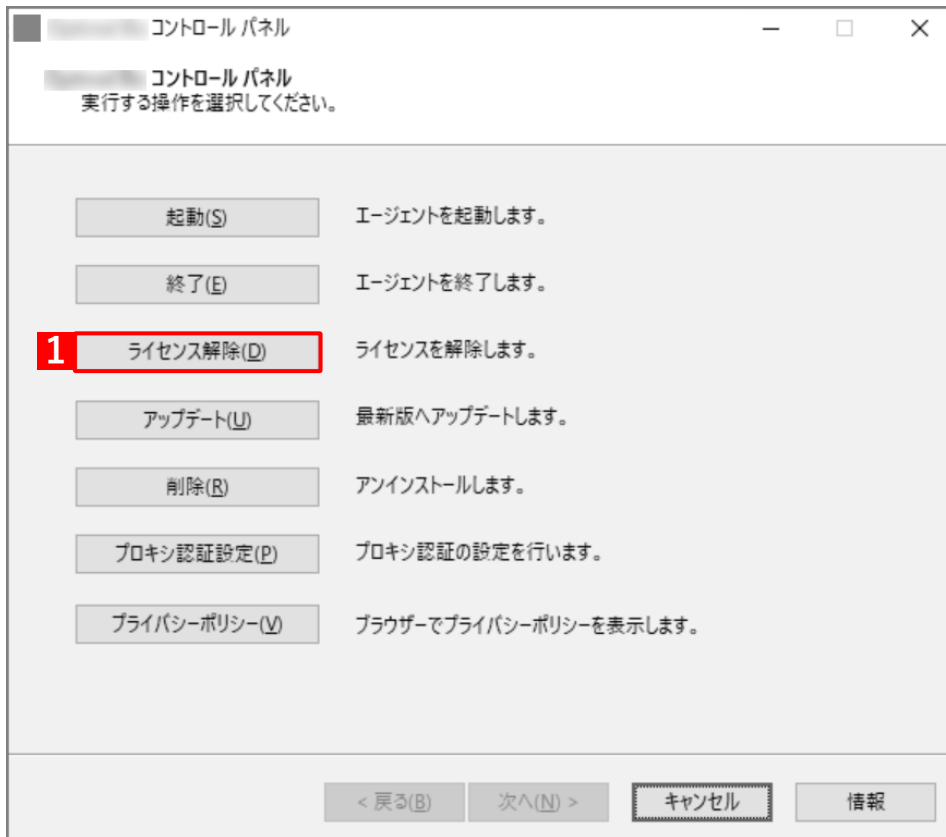 コントロール パネル
コントロール パネル
実行する操作を選択してください。
起動(S) エージェントを起動します。
終了(E) エージェントを終了します。
1 ライセンス解除(D) ライセンスを解除します。
アップデート(U) 最新版へアップデートします。
削除(R) アンインストールします。
プロキシ認証設定(P) プロキシ認証の設定を行います。
プライバシーポリシー(V) ブラウザーでプライバシーポリシーを表示します。
< 戻る(B) 次へ(N) > キャンセル 情報